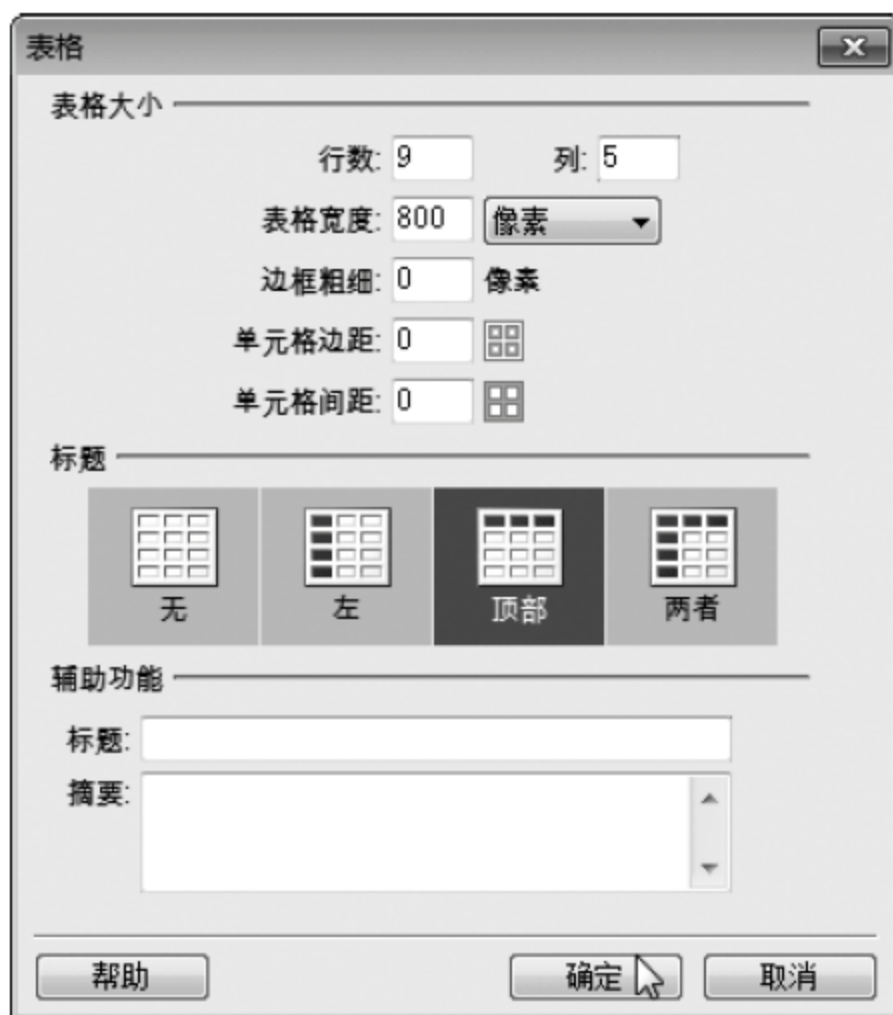 表格
表格大小
行数: 9 列: 5
表格宽度: 800 像素
边框粗细: 0 像素
单元格边距: 0
单元格间距: 0
标题
无 左 顶部 两者
辅助功能
标题:
摘要:
帮助 确定 取消